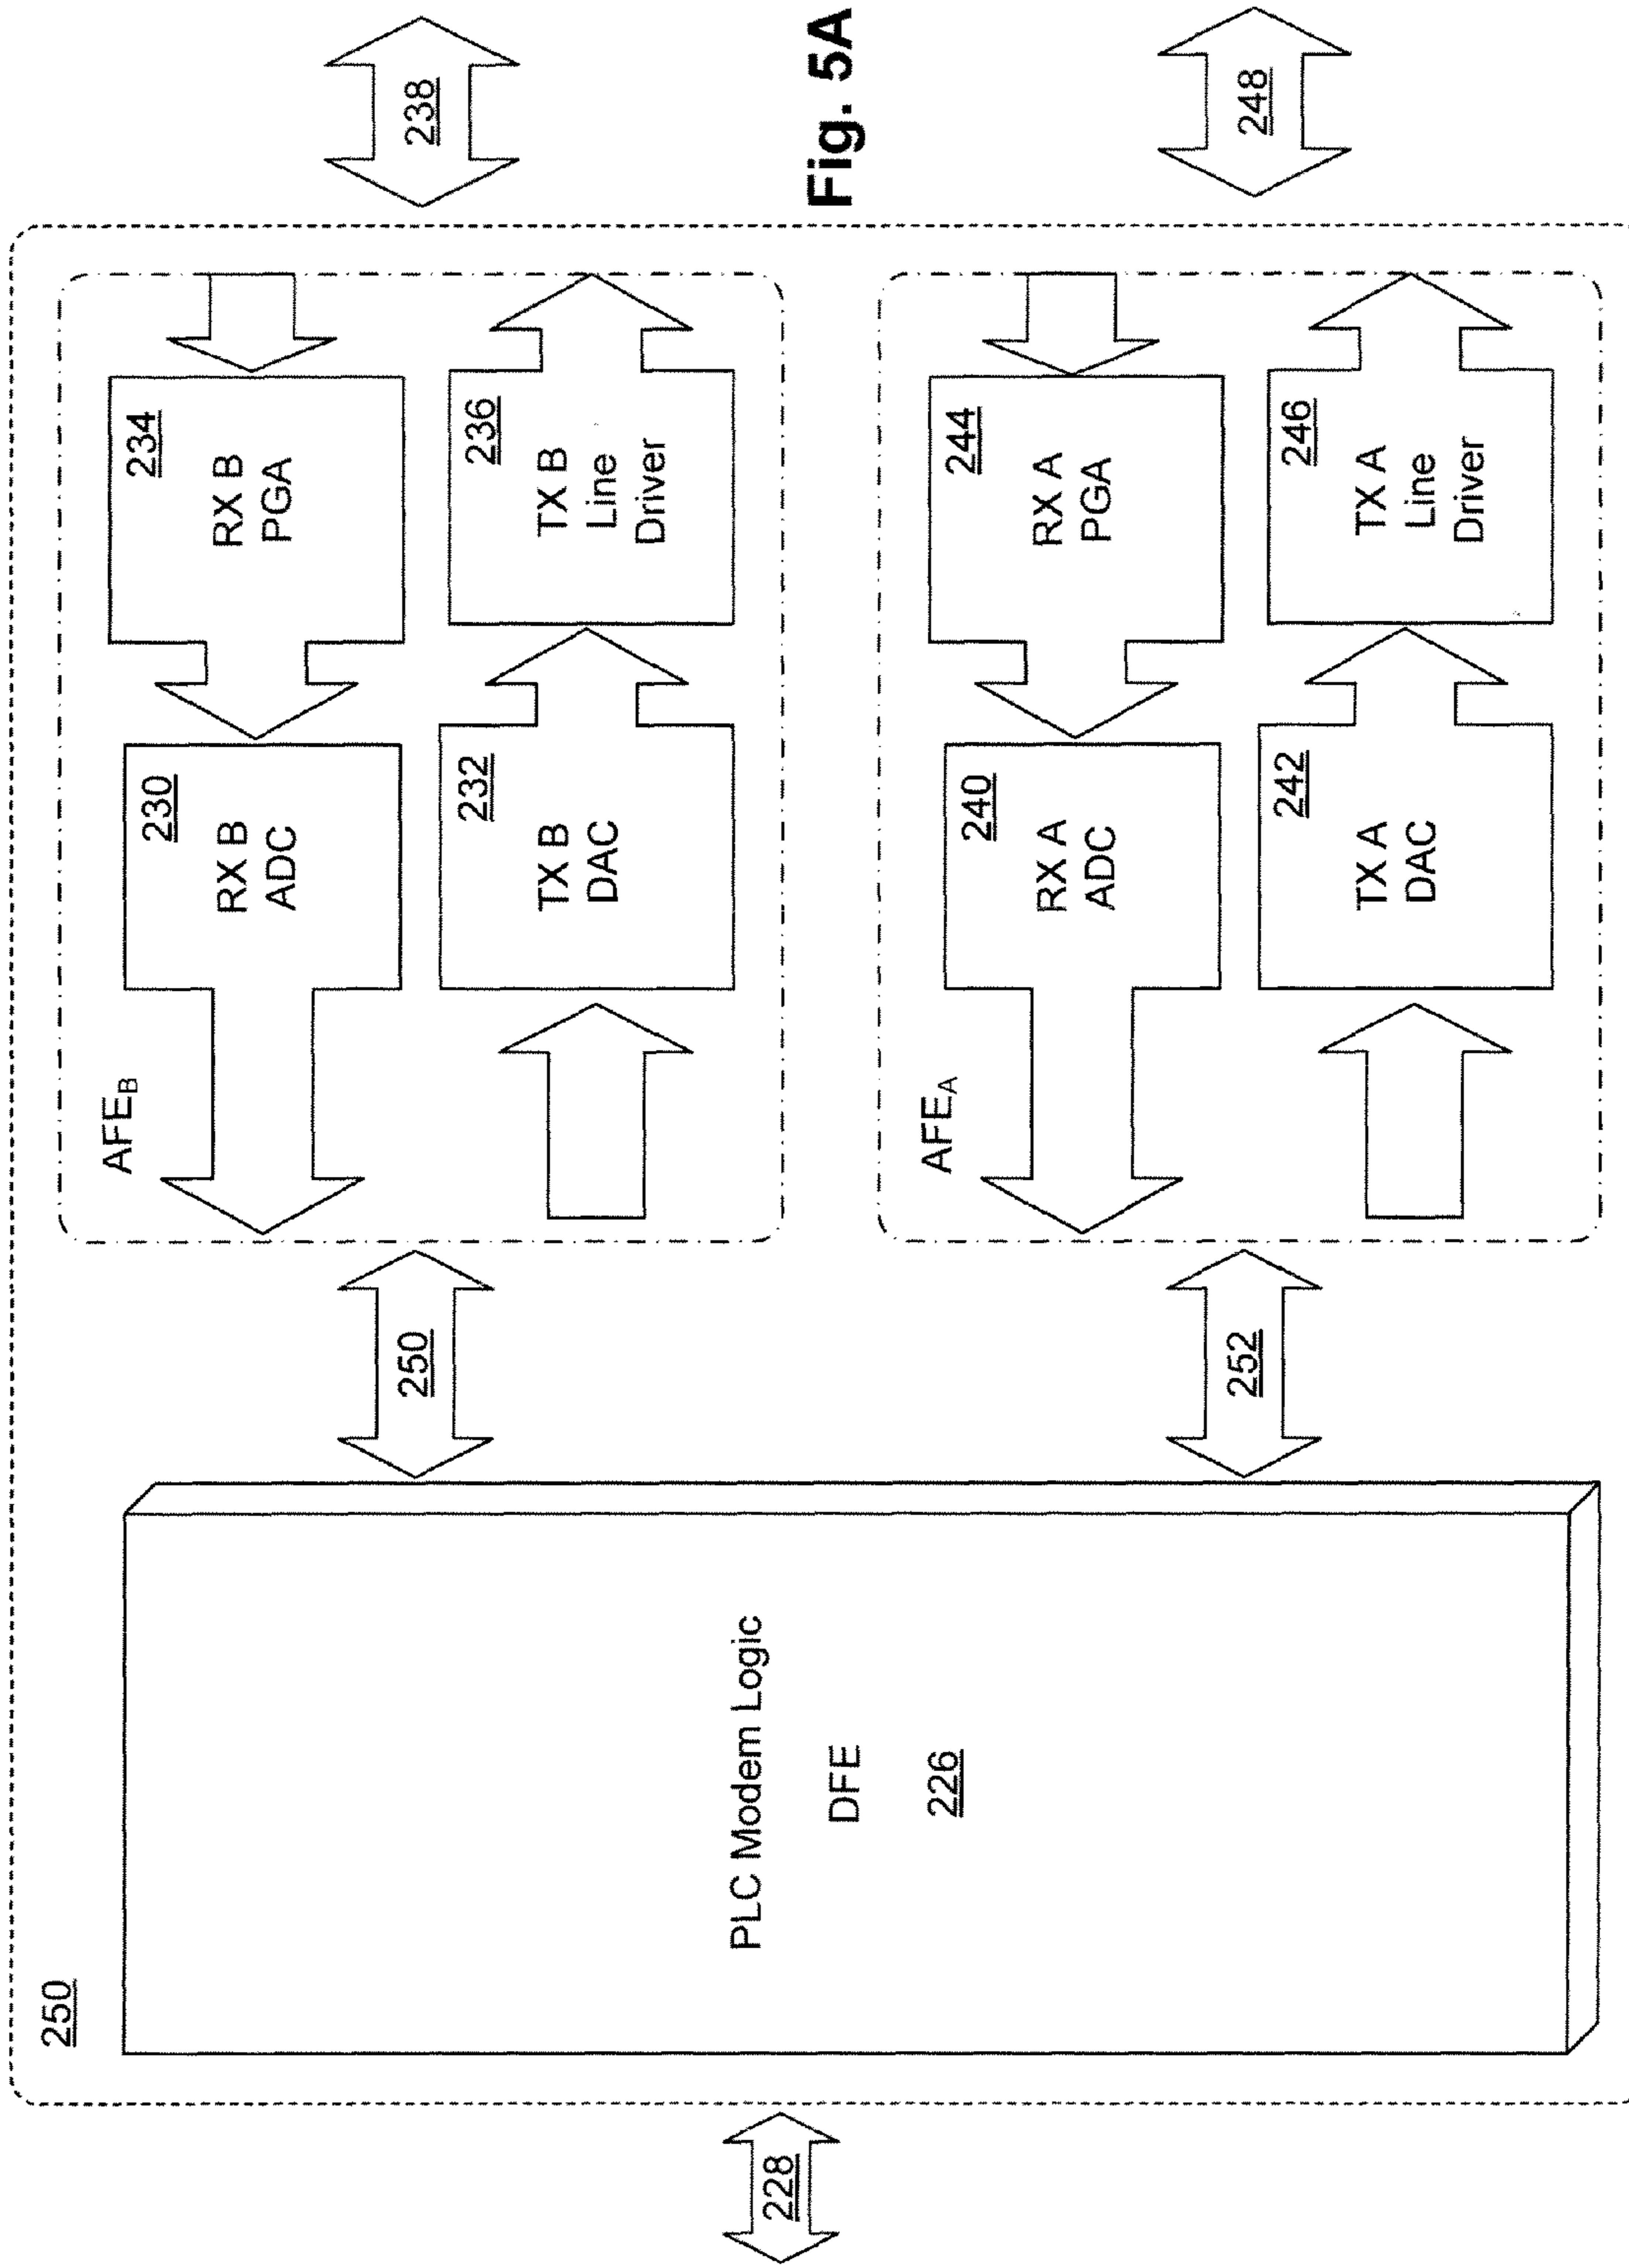 250
228
PLC Modem Logic
DFE
226
250
252
AFE_B
230
RX B
ADC
234
RX B
PGA
232
TX B
DAC
236
TX B
Line
Driver
238
AFE_A
240
RX A
ADC
244
RX A
PGA
242
TX A
DAC
246
TX A
Line
Driver
248
Fig. 5A